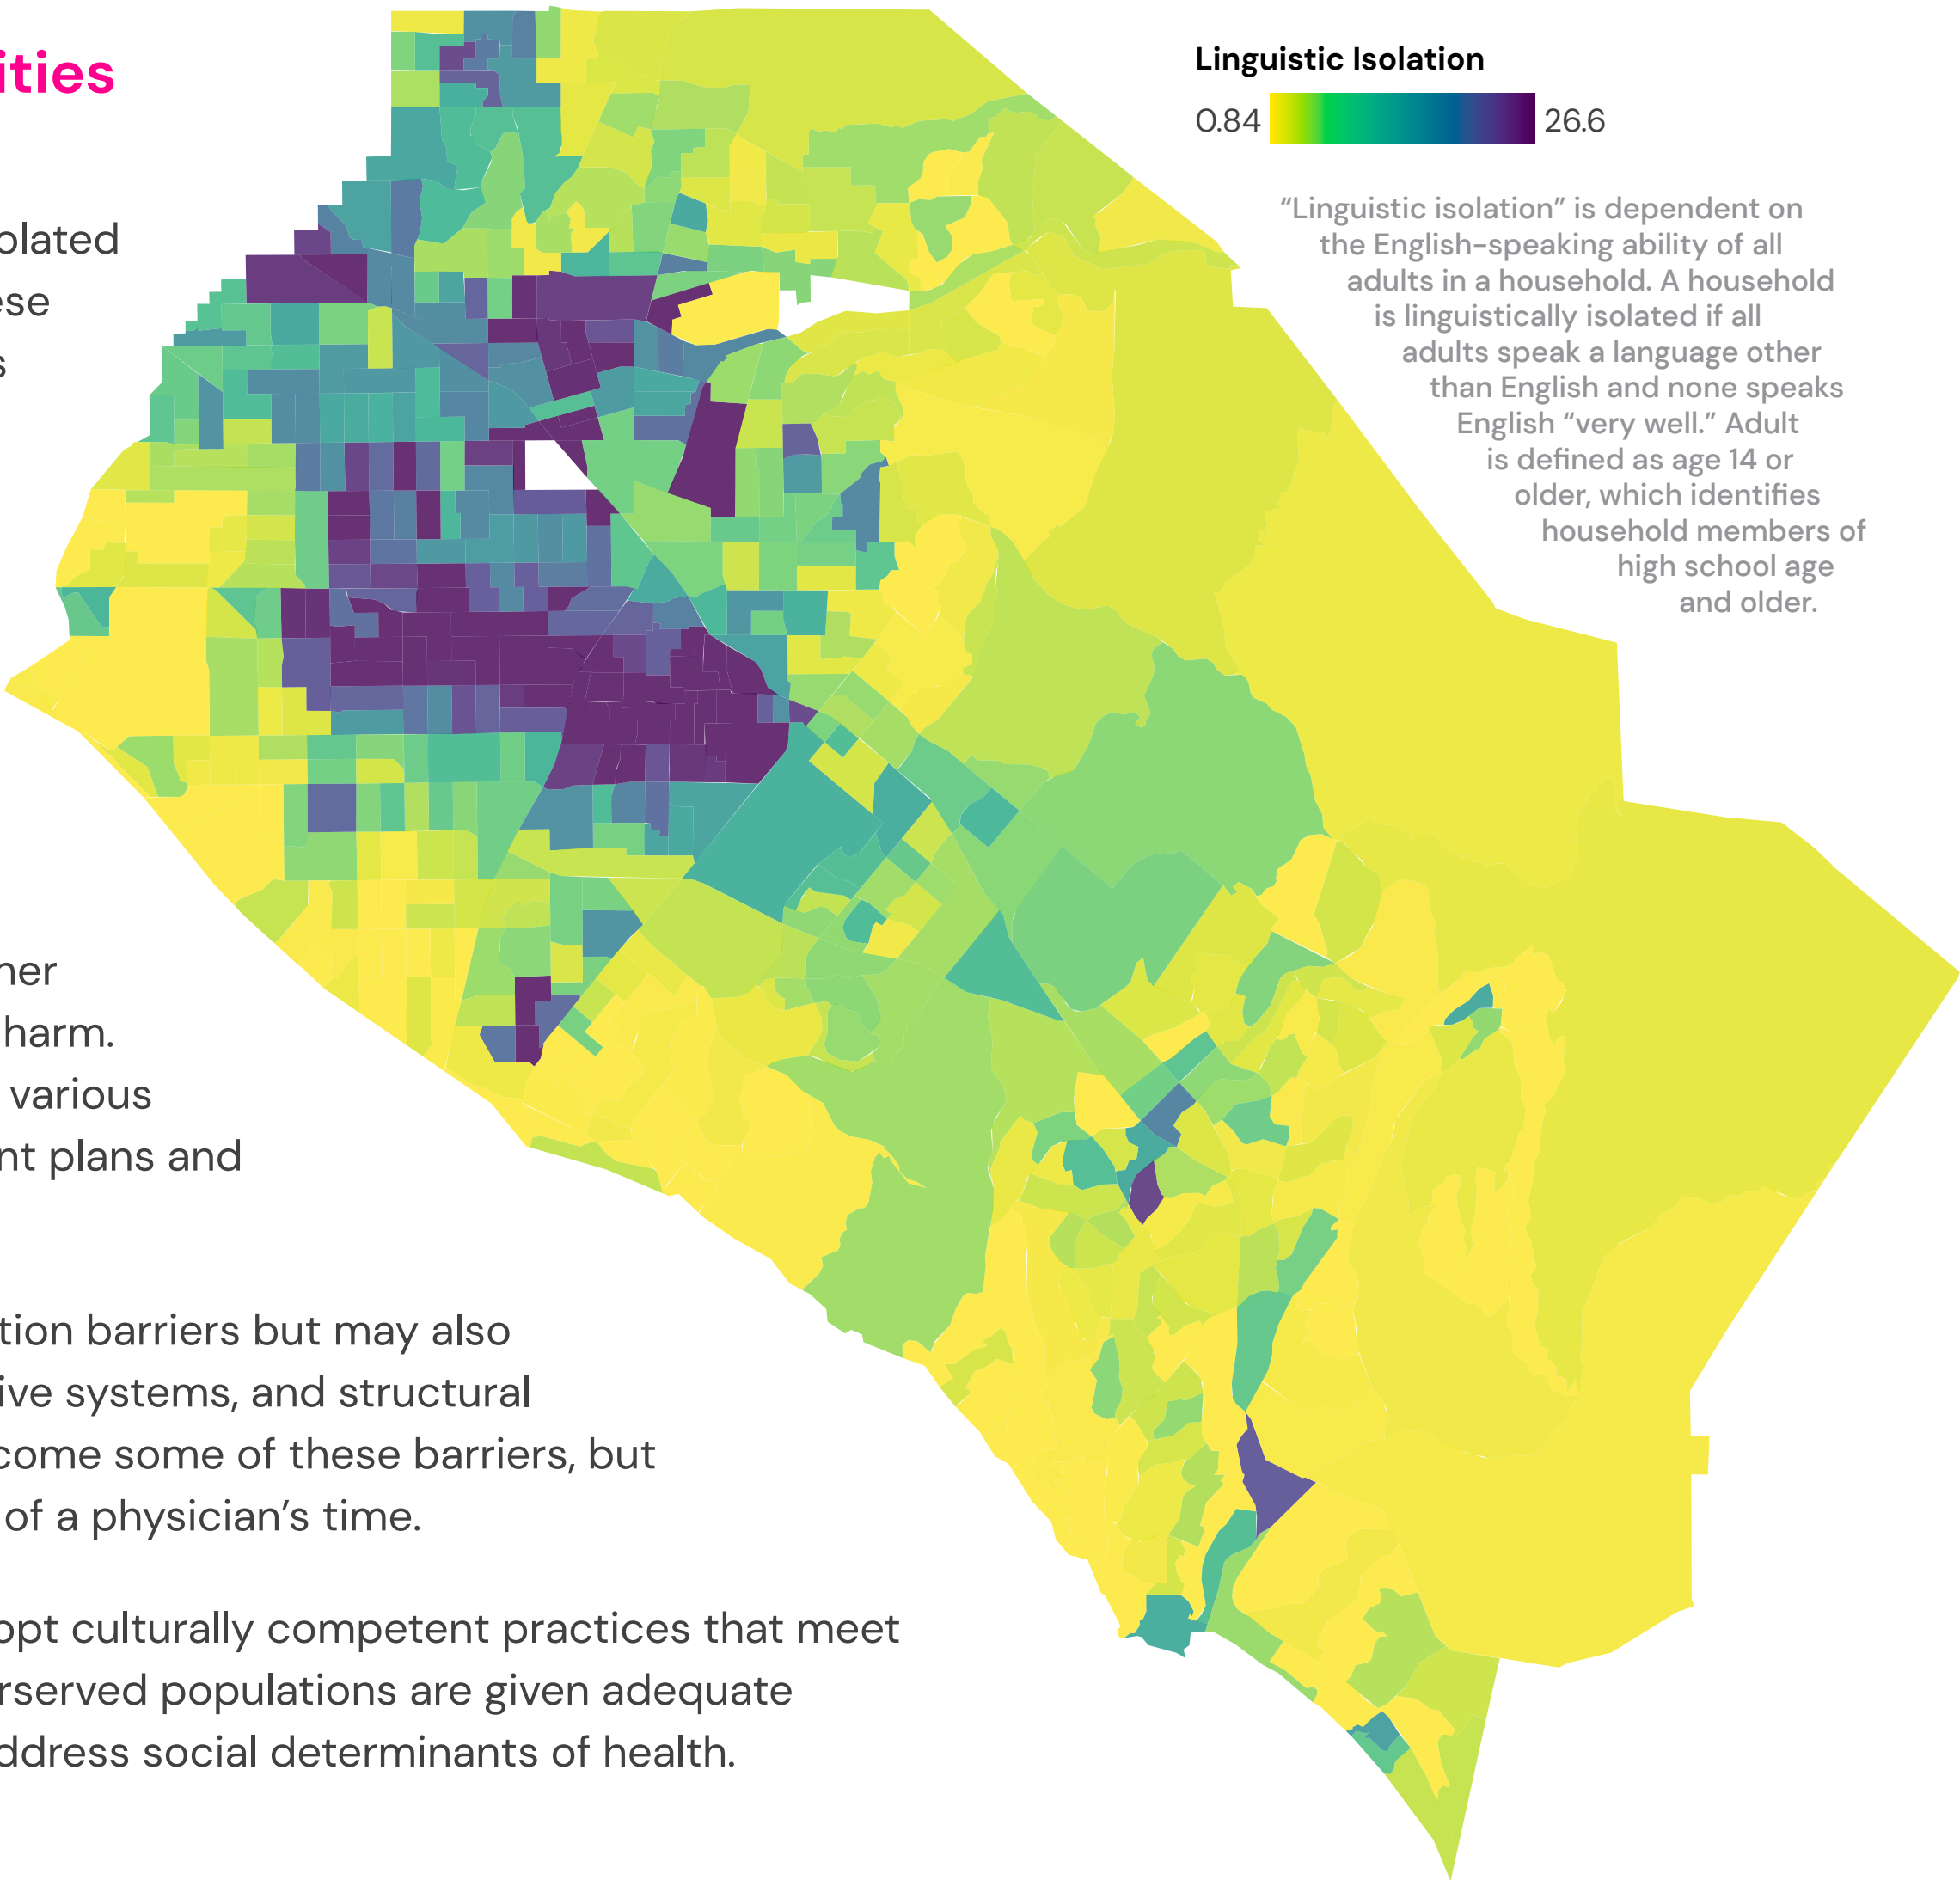 ities
olated
ese
s
ner
harm.
various
nt plans and
tion barriers but may also
ive systems, and structural
come some of these barriers, but
of a physician’s time.
opt culturally competent practices that meet
rserved populations are given adequate
ddress social determinants of health.
Linguistic Isolation
0.84 26.6
“Linguistic isolation” is dependent on
the English-speaking ability of all
adults in a household. A household
is linguistically isolated if all
adults speak a language other
than English and none speaks
English “very well.” Adult
is defined as age 14 or
older, which identifies
household members of
high school age
and older.